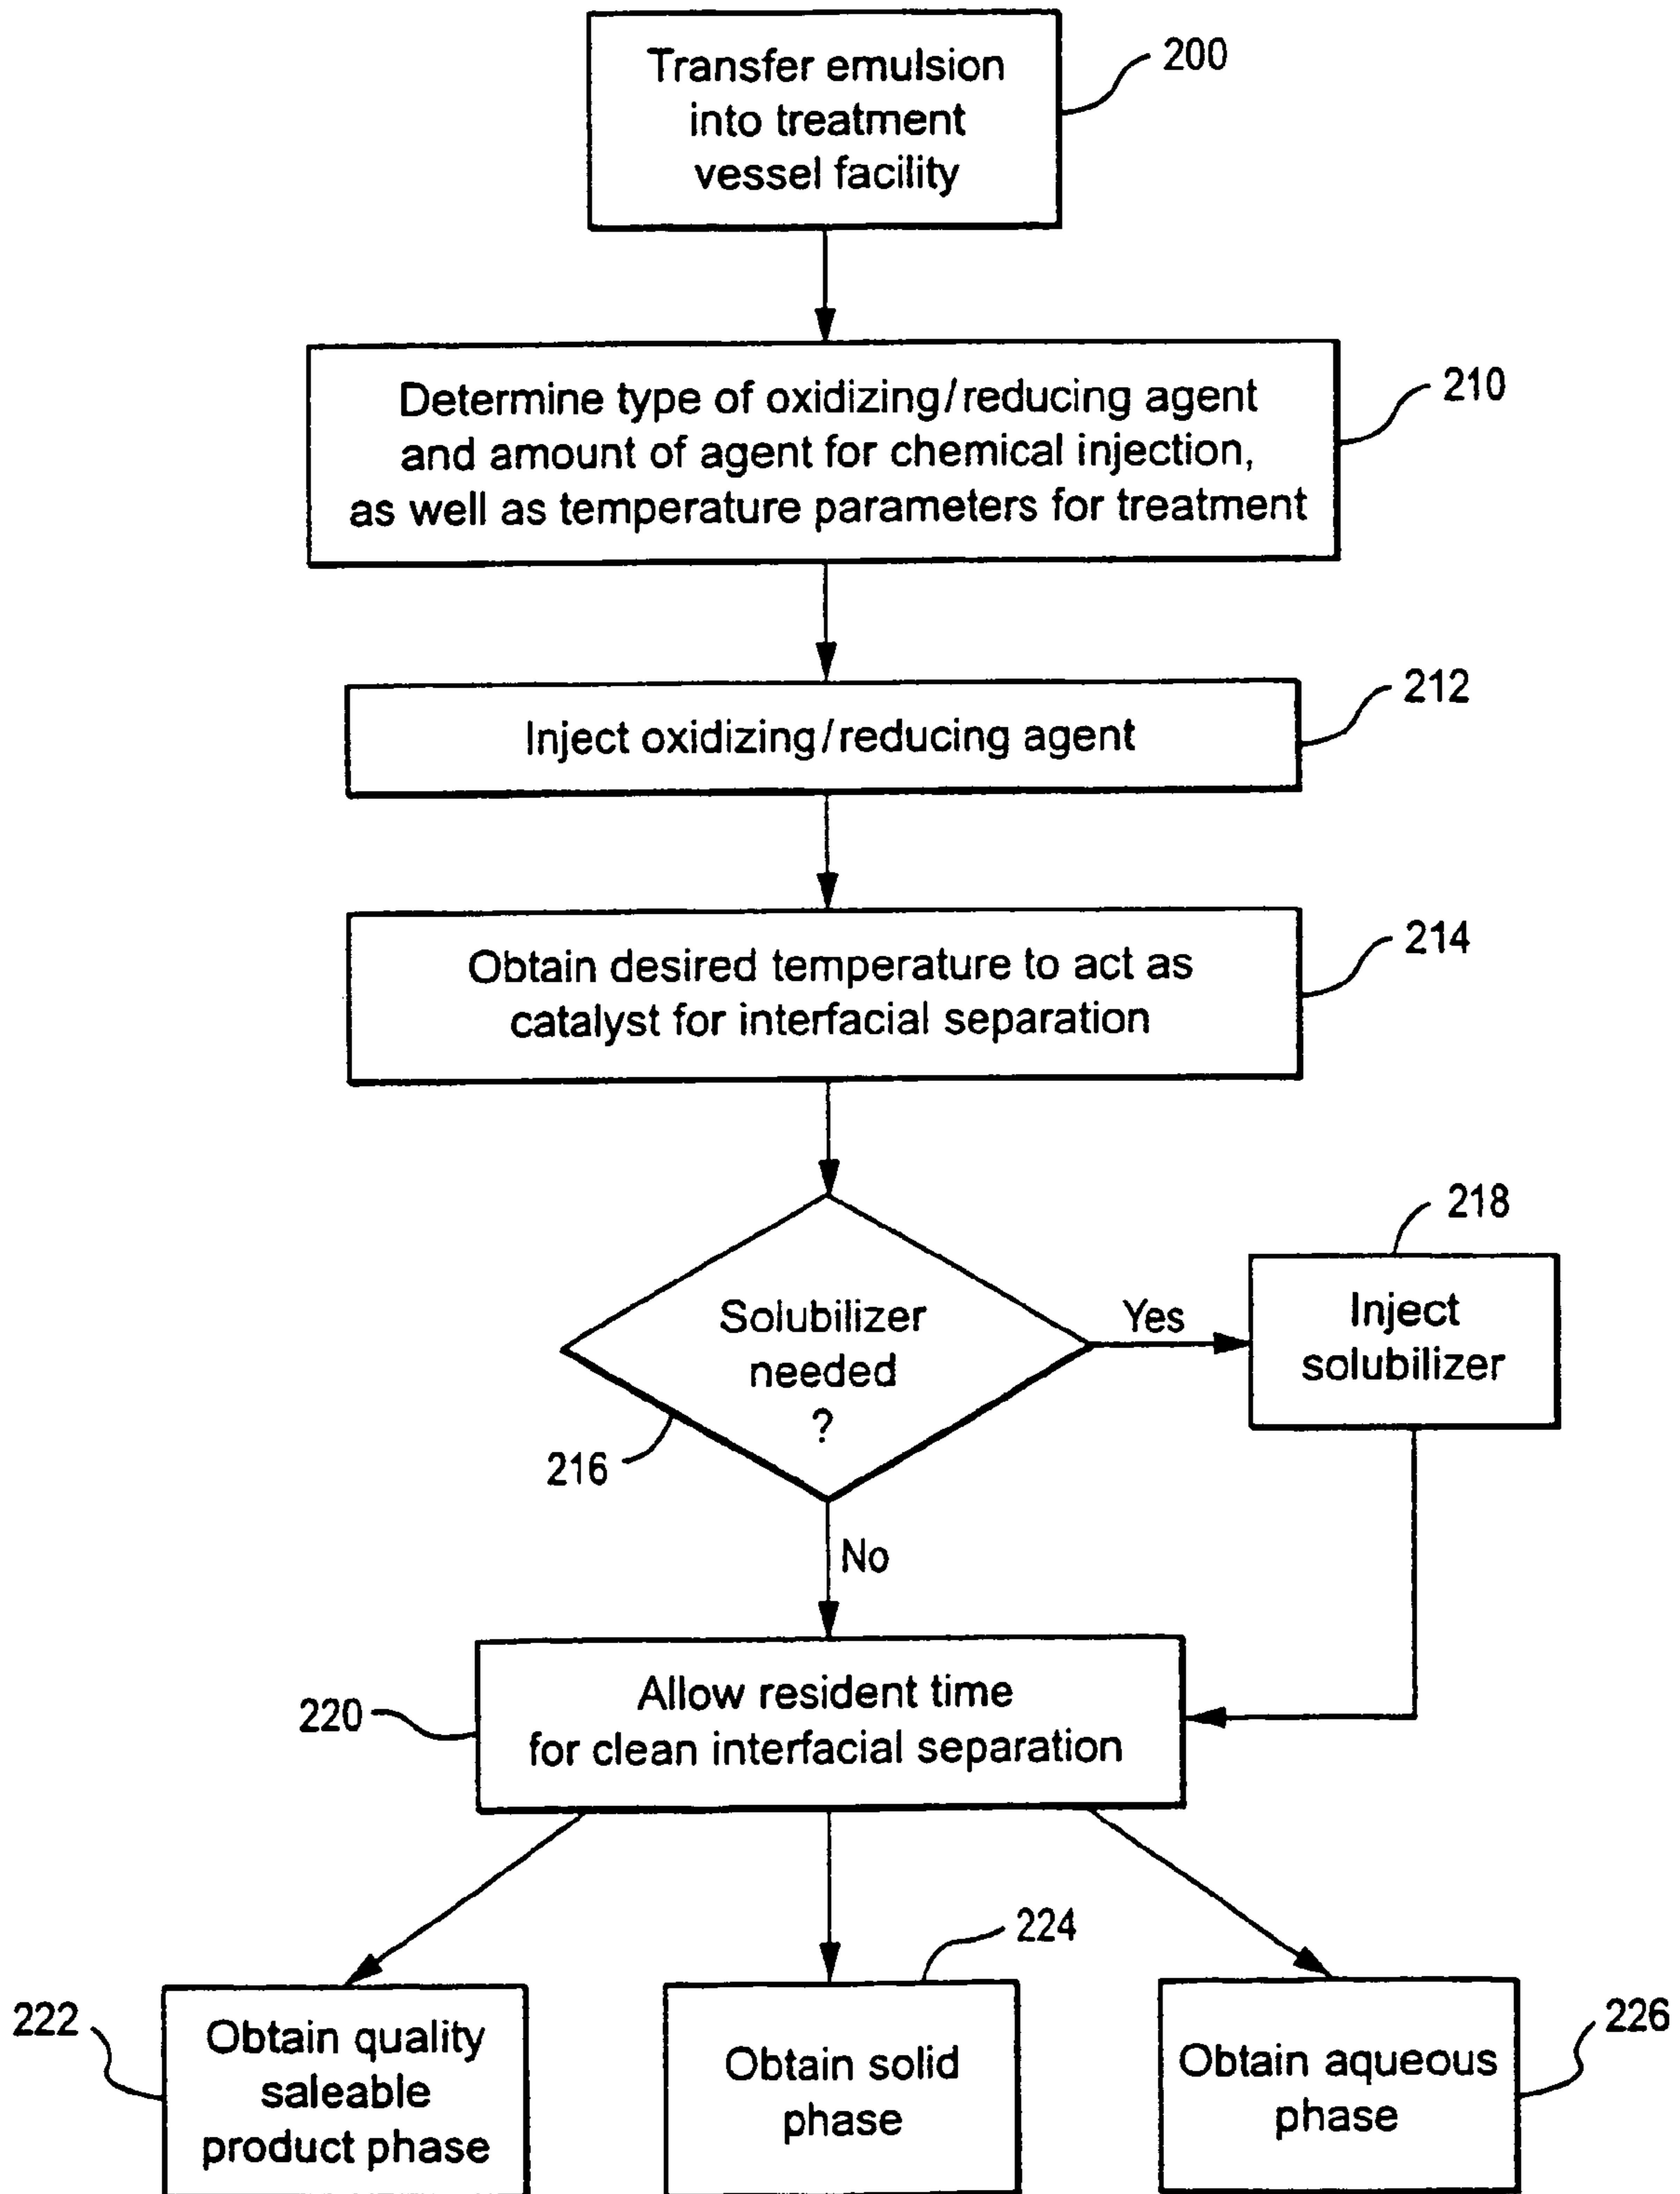 Transfer emulsion
into treatment
vessel facility
200
Determine type of oxidizing/reducing agent
and amount of agent for chemical injection,
as well as temperature parameters for treatment
210
Inject oxidizing/reducing agent
212
Obtain desired temperature to act as
catalyst for interfacial separation
214
Solubilizer
needed
?
216
Yes
218
Inject
solubilizer
No
Allow resident time
for clean interfacial separation
220
222
Obtain quality
saleable
product phase
224
Obtain solid
phase
226
Obtain aqueous
phase